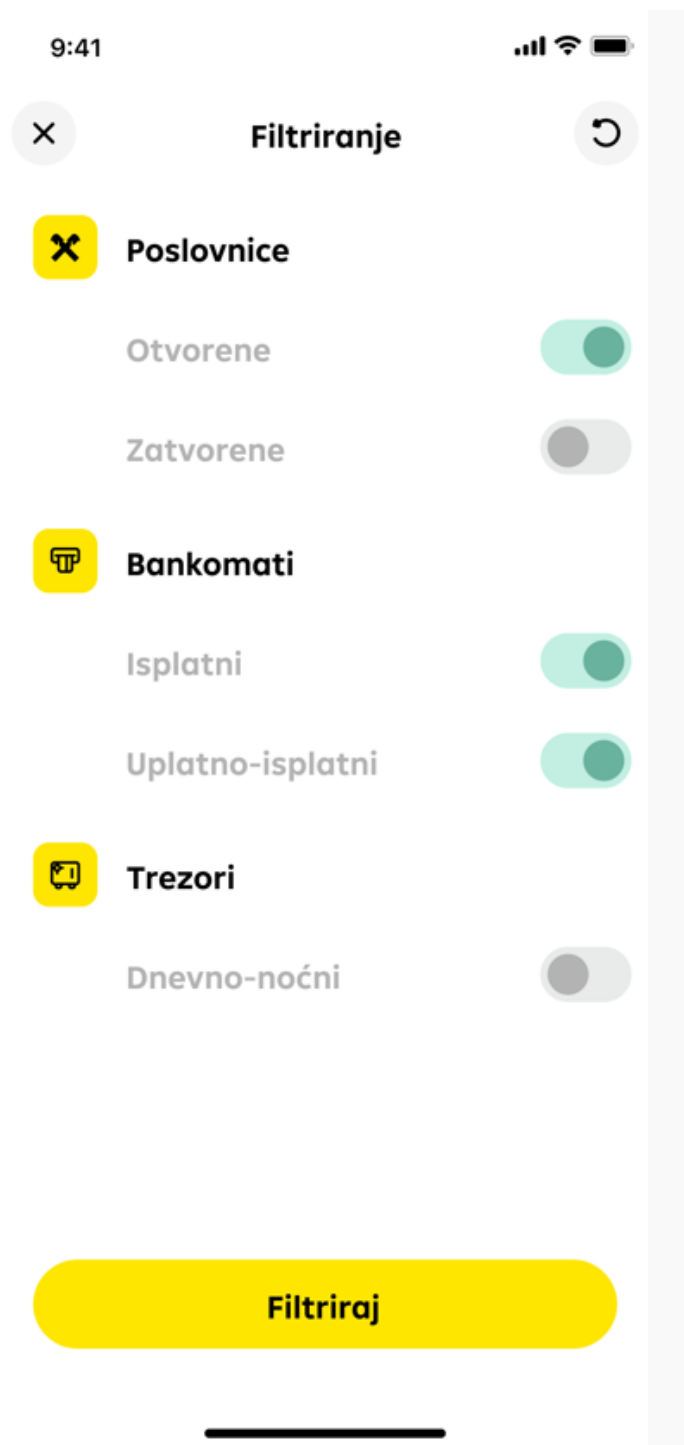 9:41
Filtriranje
Poslovnice
Otvorene
Zatvorene
Bankomati
Isplatni
Uplatno-isplatni
Trezori
Dnevno-noćni
Filtriraj